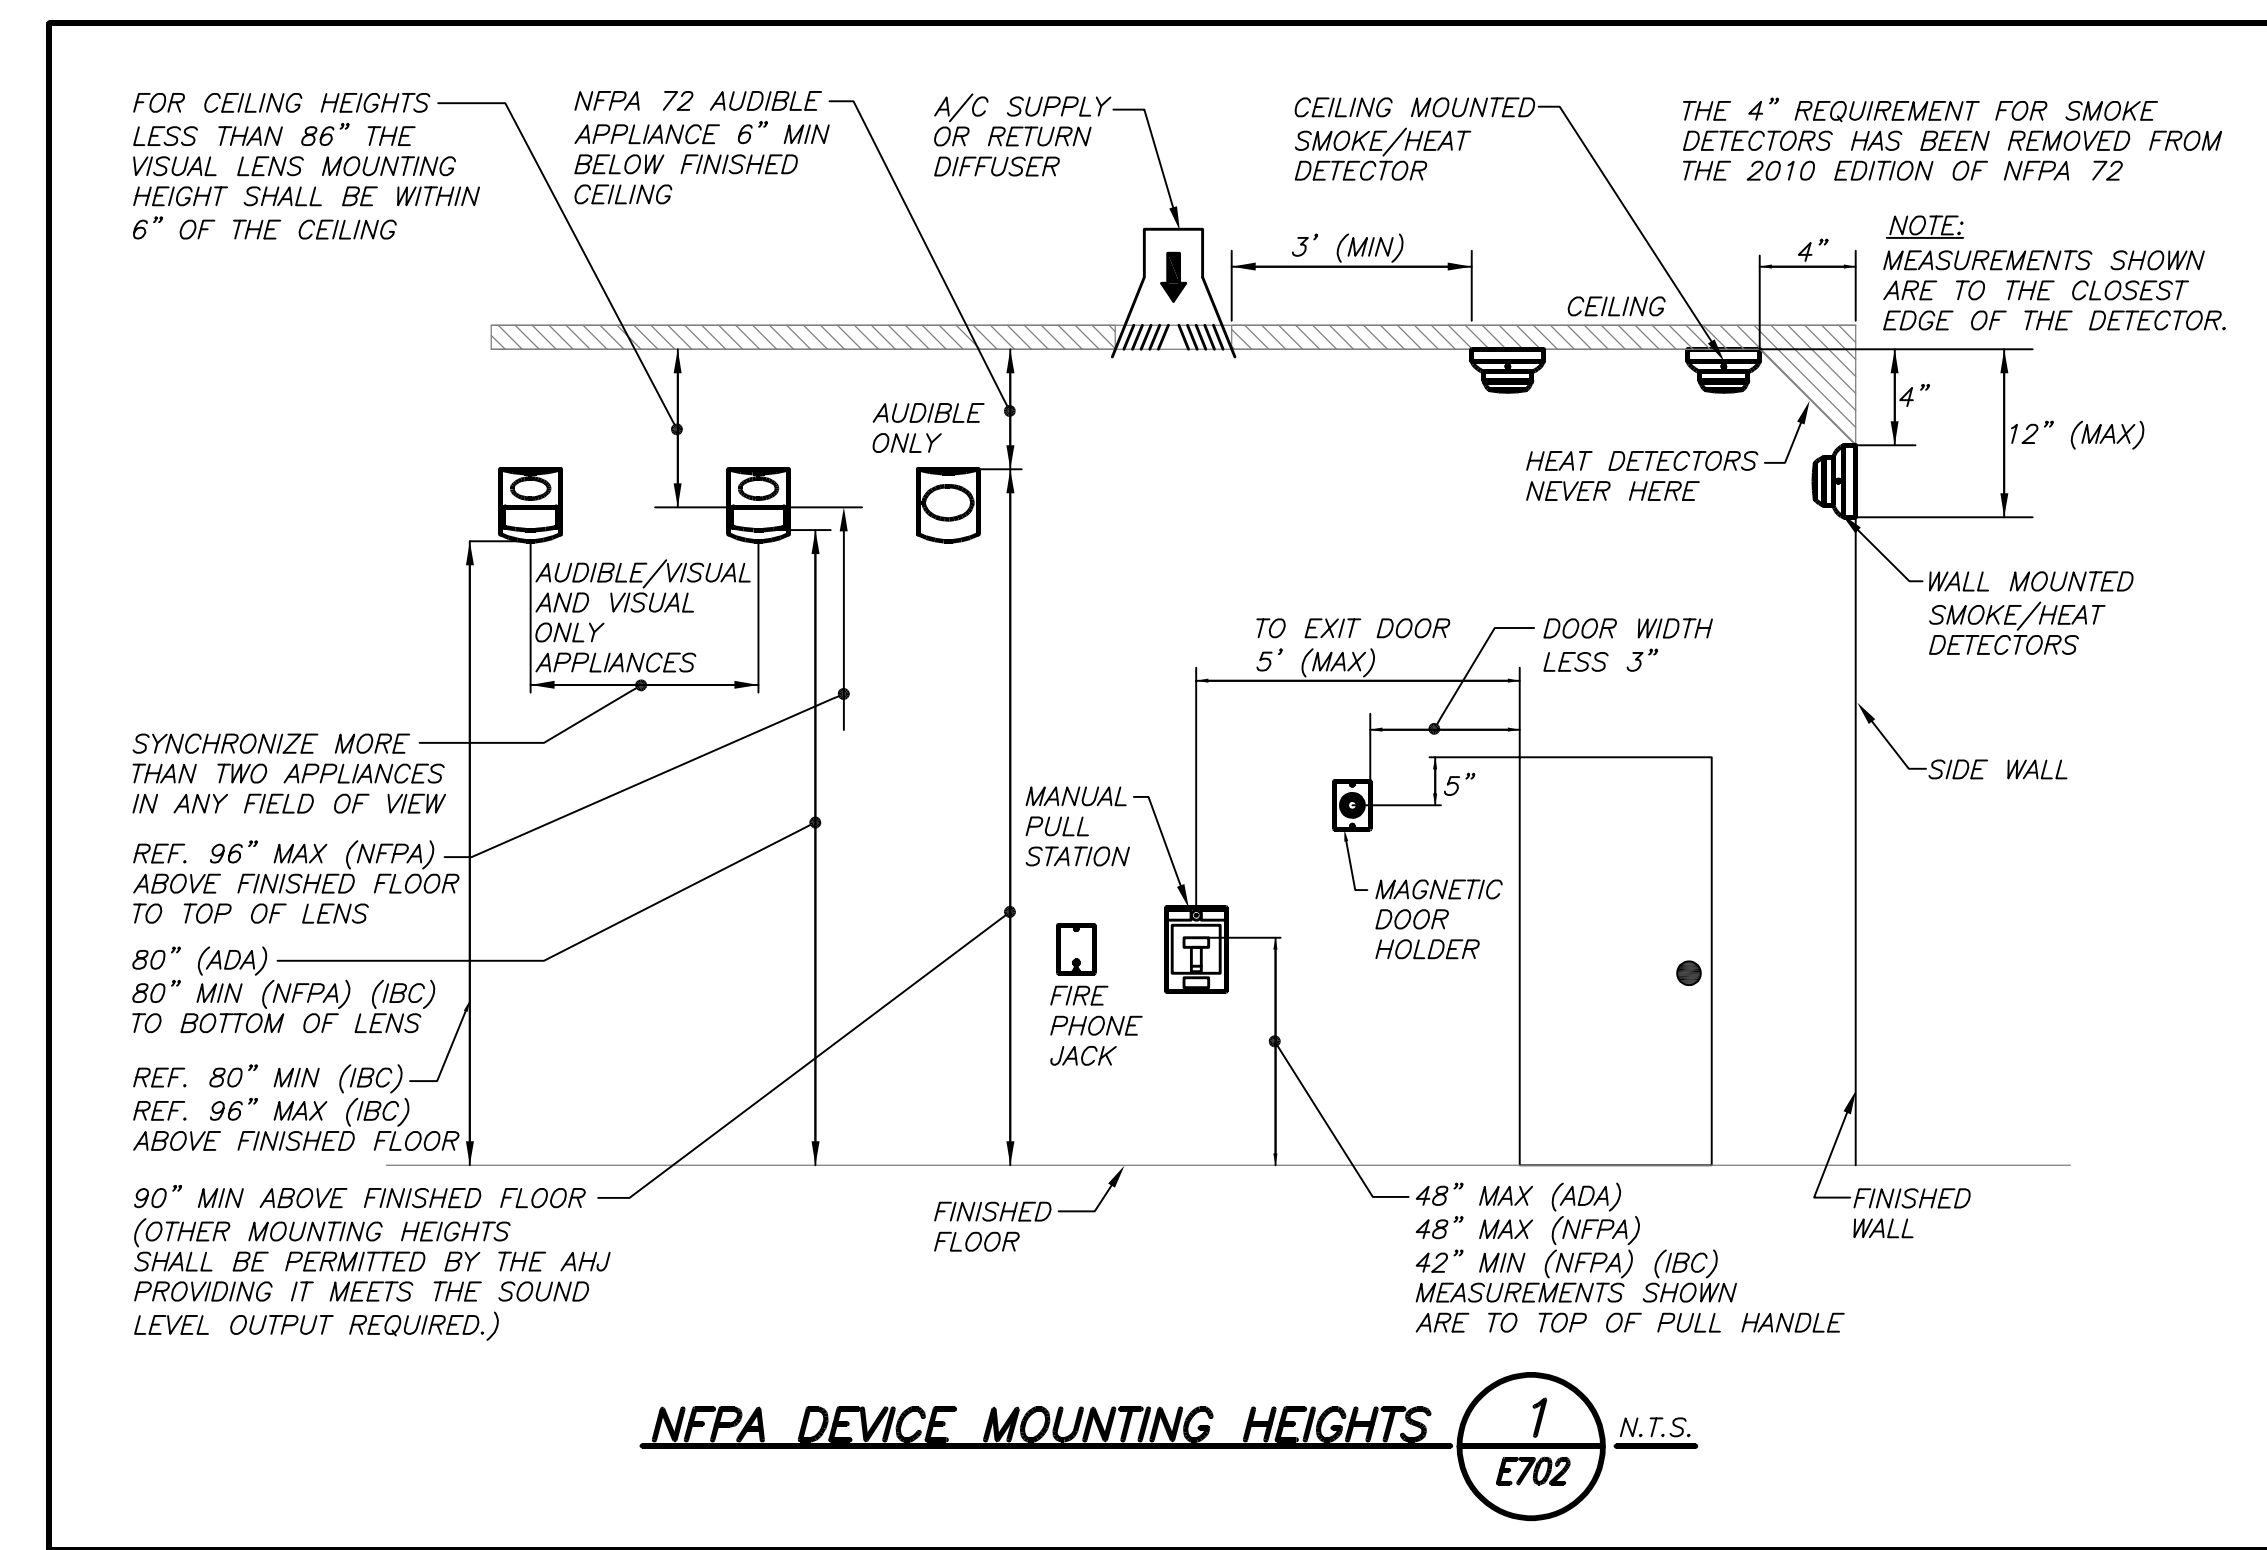 FOR CEILING HEIGHTS
LESS THAN 86" THE
VISUAL LENS MOUNTING
HEIGHT SHALL BE WITHIN
6" OF THE CEILING
NFPA 72 AUDIBLE
APPLIANCE 6" MIN
BELOW FINISHED
CEILING
A/C SUPPLY
OR RETURN
DIFFUSER
CEILING MOUNTED
SMOKE/HEAT
DETECTOR
THE 4" REQUIREMENT FOR SMOKE
DETECTORS HAS BEEN REMOVED FROM
THE 2010 EDITION OF NFPA 72
NOTE:
MEASUREMENTS SHOWN
ARE TO THE CLOSEST
EDGE OF THE DETECTOR.
3' (MIN)
4"
CEILING
4"
12" (MAX)
AUDIBLE
ONLY
HEAT DETECTORS
NEVER HERE
AUDIBLE/VISUAL
AND VISUAL
ONLY
APPLIANCES
WALL MOUNTED
SMOKE/HEAT
DETECTORS
TO EXIT DOOR
5' (MAX)
DOOR WIDTH
LESS 3"
SYNCHRONIZE MORE
THAN TWO APPLIANCES
IN ANY FIELD OF VIEW
SIDE WALL
5"
MANUAL
PULL
STATION
REF. 96" MAX (NFPA)
ABOVE FINISHED FLOOR
TO TOP OF LENS
MAGNETIC
DOOR
HOLDER
80" (ADA)
80" MIN (NFPA) (IBC)
TO BOTTOM OF LENS
FIRE
PHONE
JACK
REF. 80" MIN (IBC)
REF. 96" MAX (IBC)
ABOVE FINISHED FLOOR
90" MIN ABOVE FINISHED FLOOR
(OTHER MOUNTING HEIGHTS
SHALL BE PERMITTED BY THE AHJ
PROVIDING IT MEETS THE SOUND
LEVEL OUTPUT REQUIRED.)
FINISHED
FLOOR
48" MAX (ADA)
48" MAX (NFPA)
42" MIN (NFPA) (IBC)
MEASUREMENTS SHOWN
ARE TO TOP OF PULL HANDLE
FINISHED
WALL
NFPA DEVICE MOUNTING HEIGHTS
1
E702
N.T.S.